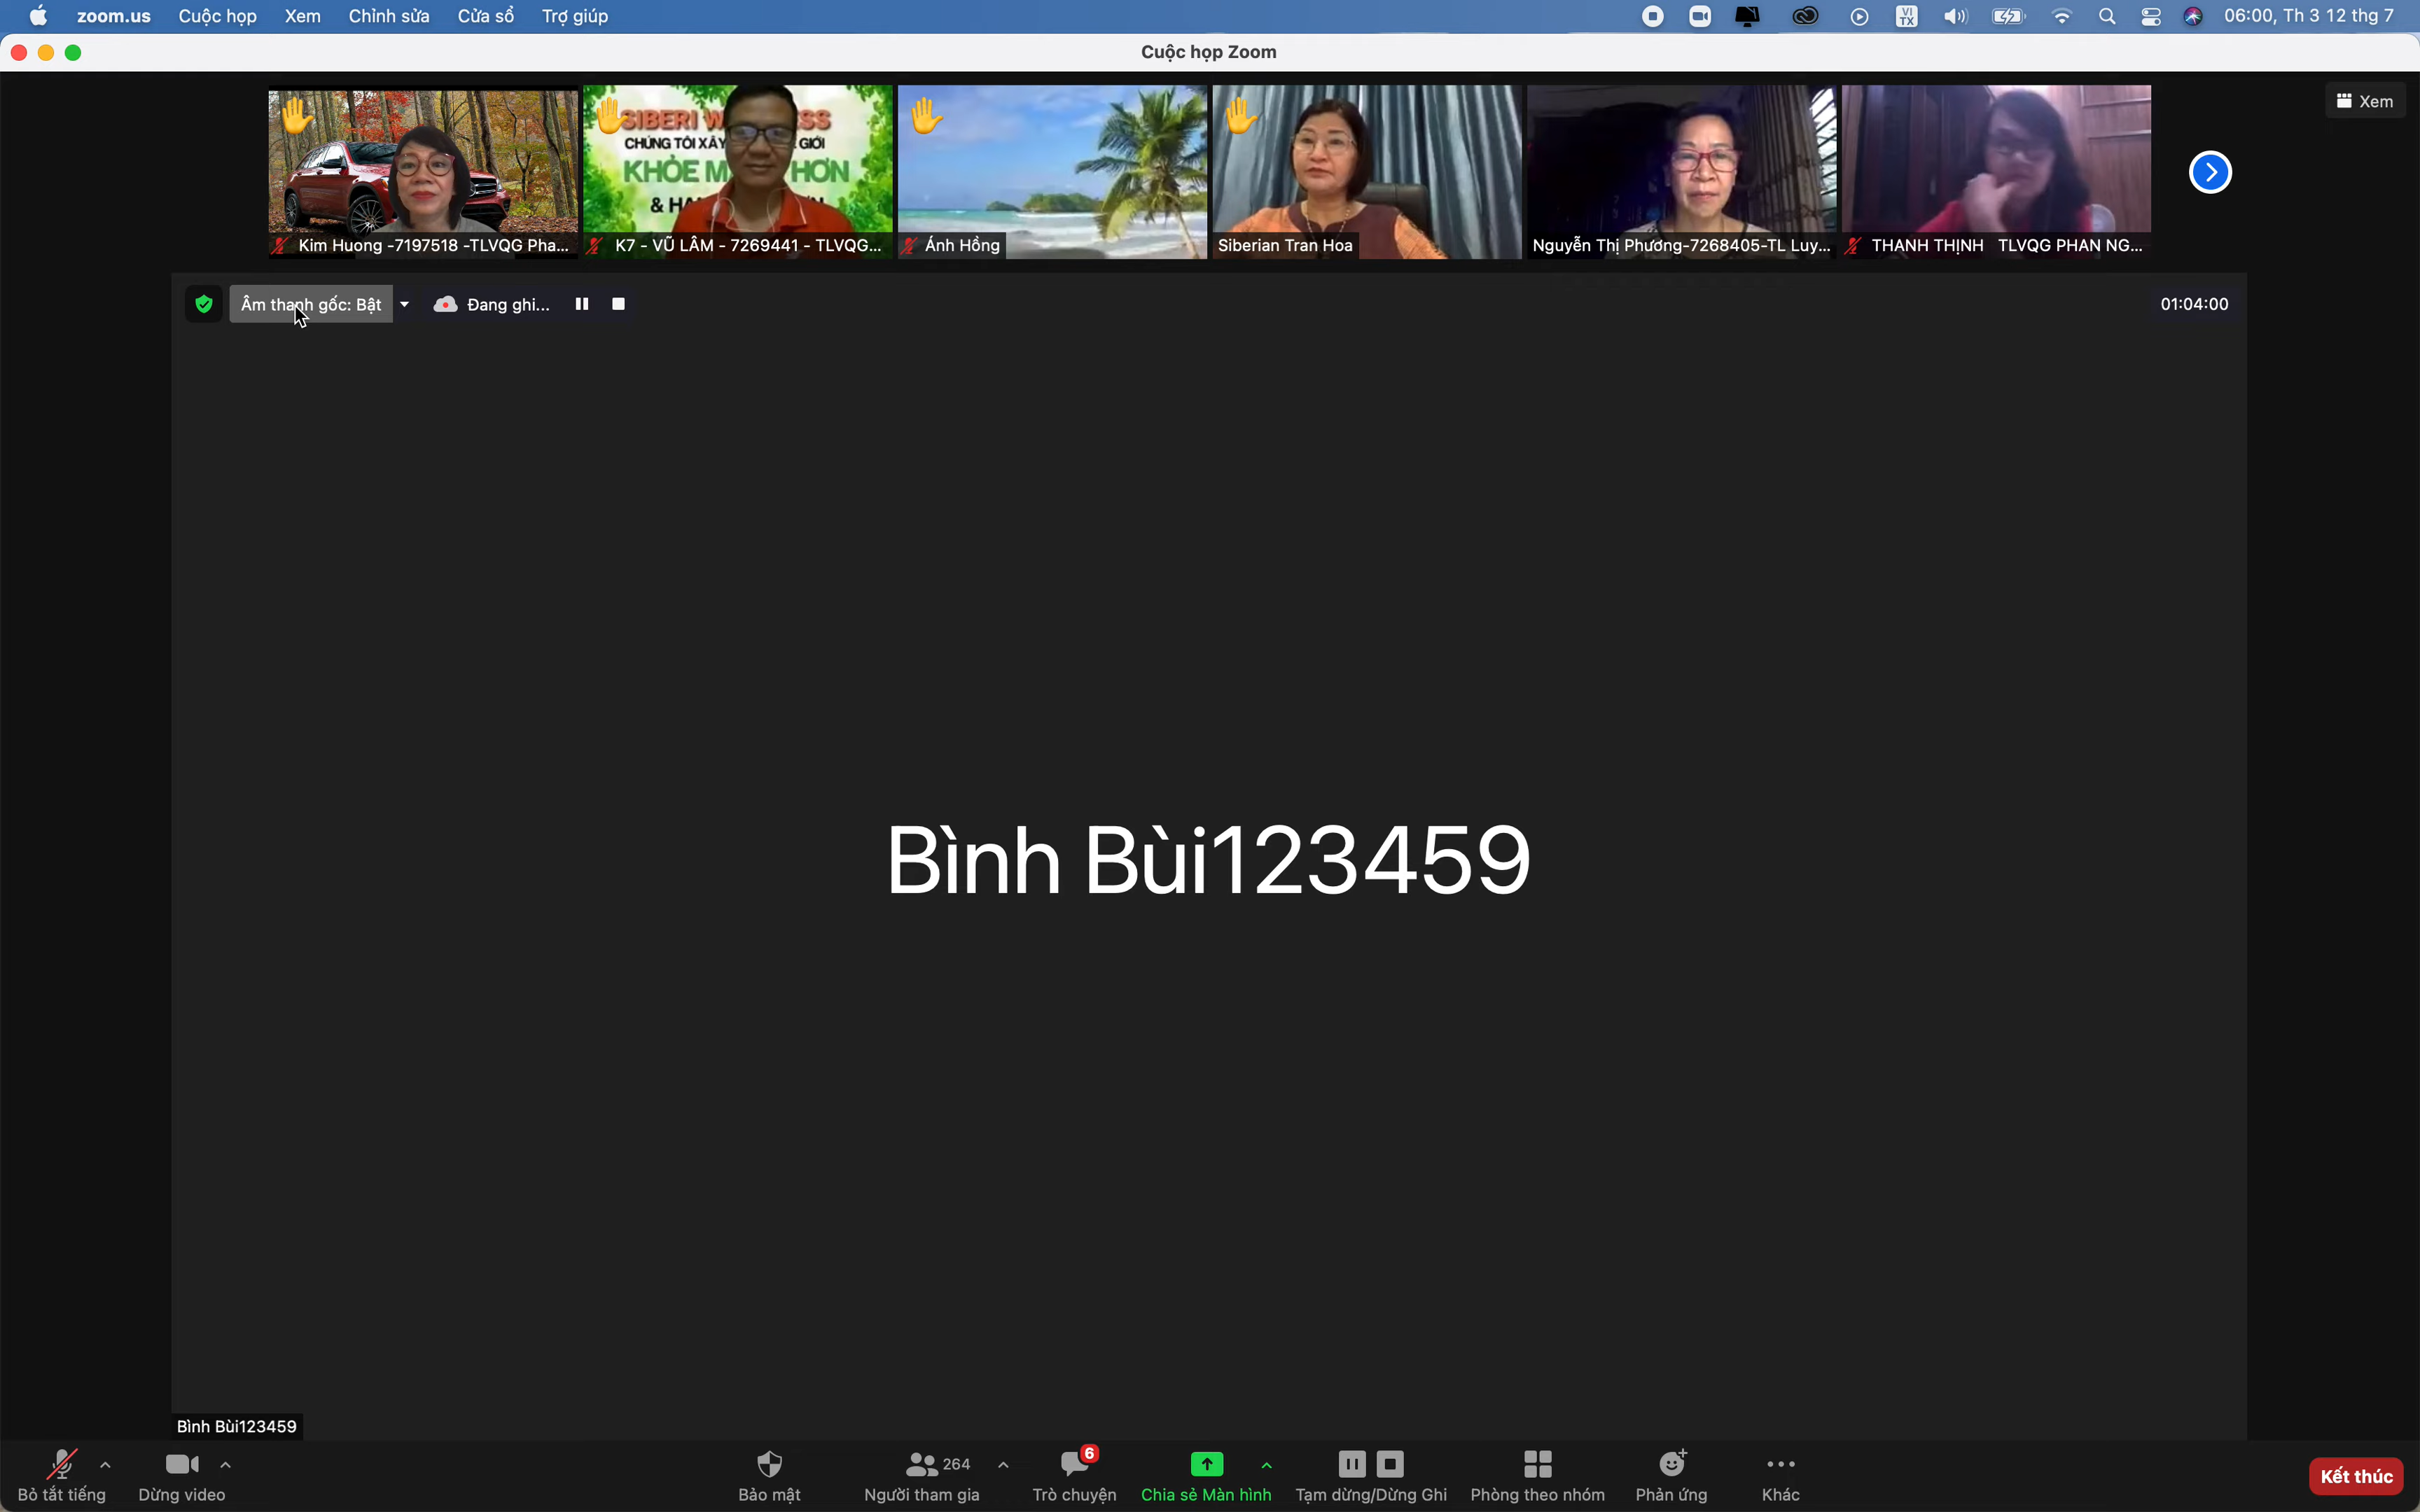 zoom.us Cuộc họp Xem Chỉnh sửa Cửa sổ Trợ giúp VI TX 06:00, Th 3 12 thg 7
Cuộc họp Zoom
Xem
SIBERI W SS
CHÚNG TÔI XÂY GIỚI
KHỎE M HƠN
& HẠ
Kim Huong -7197518 -TLVQG Pha...
K7 - VŨ LÂM - 7269441 - TLVQG...
Ánh Hồng
Siberian Tran Hoa
Nguyễn Thị Phương-7268405-TL Luy...
THANH THỊNH TLVQG PHAN NG...
Âm thanh gốc: Bật Đang ghi... 01:04:00
Bình Bùi123459
Bình Bùi123459
6
264
Bỏ tắt tiếng Dừng video Bảo mật Người tham gia Trò chuyện Chia sẻ Màn hình Tạm dừng/Dừng Ghi Phòng theo nhóm Phản ứng Khác Kết thúc